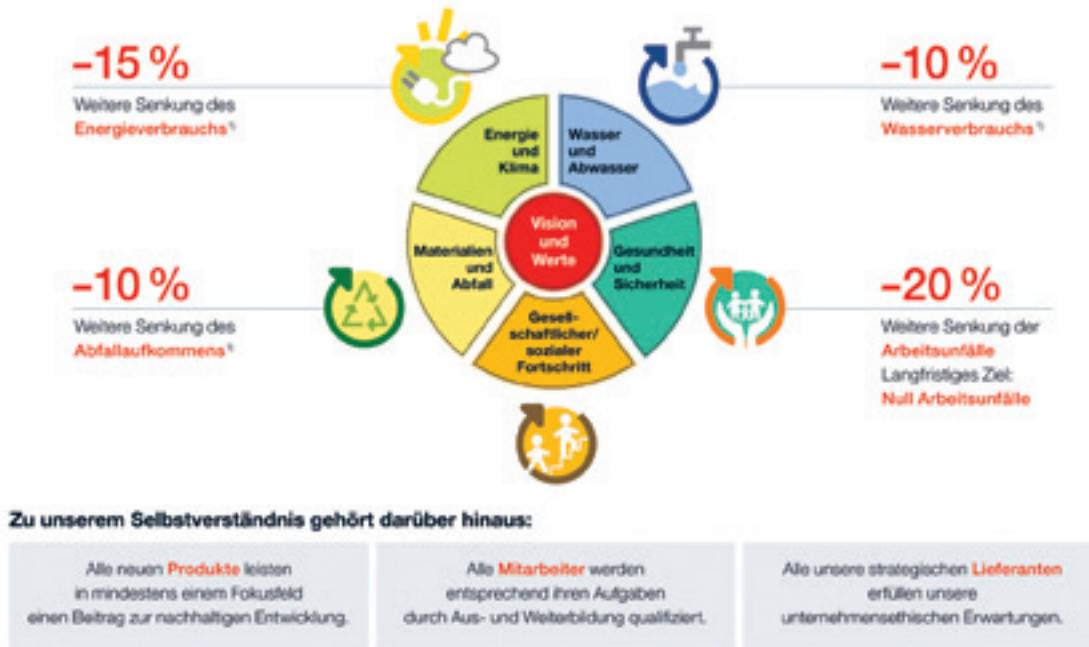 –15 %
Weitere Senkung des
Energieverbrauchs¹⁾
–10 %
Weitere Senkung des
Wasserverbrauchs¹⁾
Energie
und
Klima
Wasser
und
Abwasser
Vision
und
Werte
Materialien
und
Abfall
Gesundheit
und
Sicherheit
Gesell-
schaftlicher/
sozialer
Fortschritt
–10 %
Weitere Senkung des
Abfallaufkommens¹⁾
–20 %
Weitere Senkung der
Arbeitsunfälle
Langfristiges Ziel:
Null Arbeitsunfälle
Zu unserem Selbstverständnis gehört darüber hinaus:
Alle neuen Produkte leisten
in mindestens einem Fokusfeld
einen Beitrag zur nachhaltigen Entwicklung.
Alle Mitarbeiter werden
entsprechend ihren Aufgaben
durch Aus- und Weiterbildung qualifiziert.
Alle unsere strategischen Lieferanten
erfüllen unsere
unternehmensethischen Erwartungen.